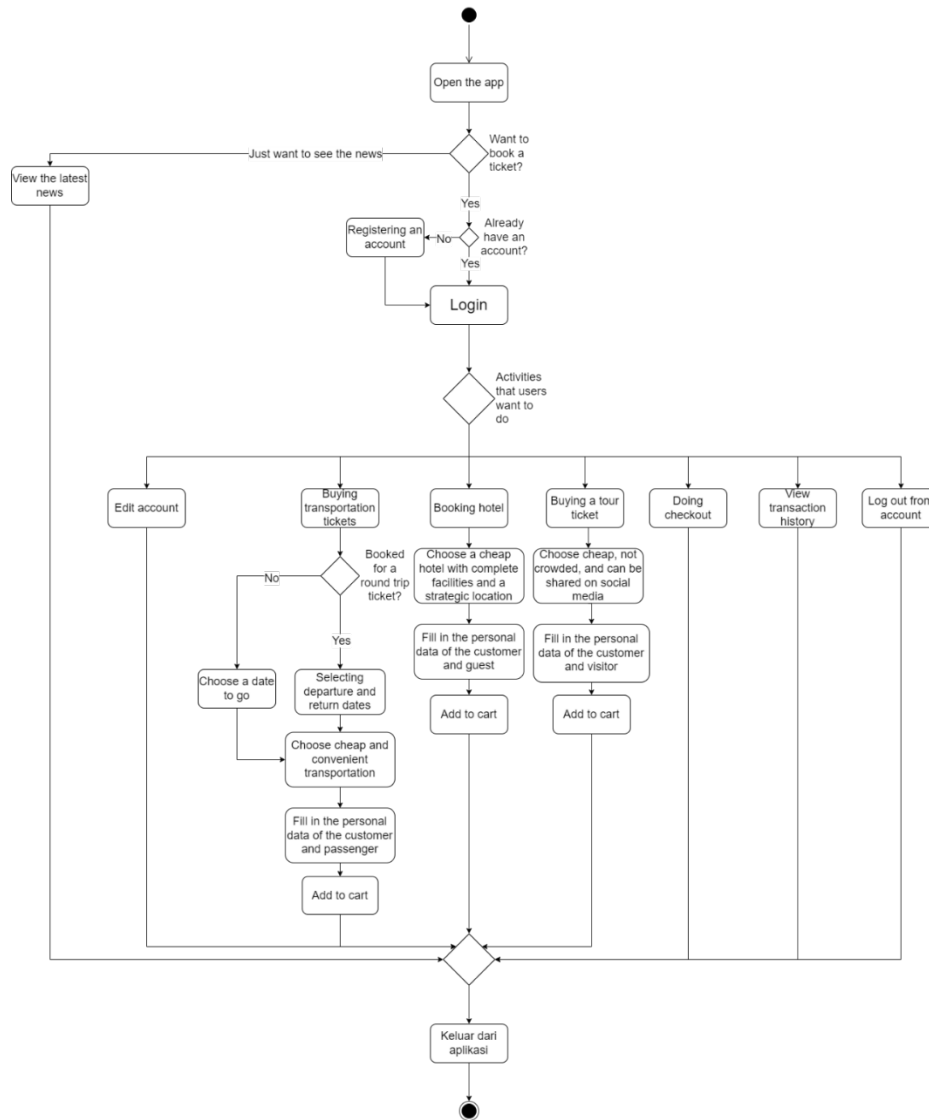 Open the app
Want to
book a
ticket?
Just want to see the news
View the latest
news
Yes
Already
have an
account?
Registering an
account
No
Yes
Login
Activities
that users
want to
do
Edit account
Buying
transportation
tickets
Booking hotel
Buying a tour
ticket
Doing
checkout
View
transaction
history
Log out from
account
Booked
for a
round trip
ticket?
No
Yes
Choose a cheap
hotel with complete
facilities and a
strategic location
Choose cheap, not
crowded, and can be
shared on social
media
Fill in the personal
data of the customer
and guest
Fill in the personal
data of the customer
and visitor
Choose a date
to go
Selecting
departure and
return dates
Add to cart
Add to cart
Choose cheap and
convenient
transportation
Fill in the personal
data of the customer
and passenger
Add to cart
Keluar dari
aplikasi